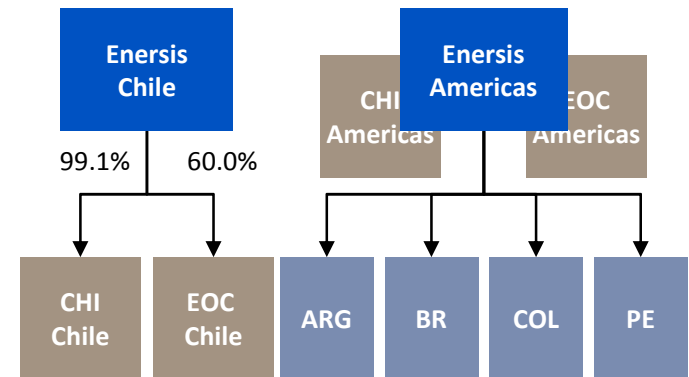 Enersis
Chile
Enersis
Americas
CHI
Americas
EOC
Americas
99.1%
60.0%
CHI
Chile
EOC
Chile
ARG
BR
COL
PE